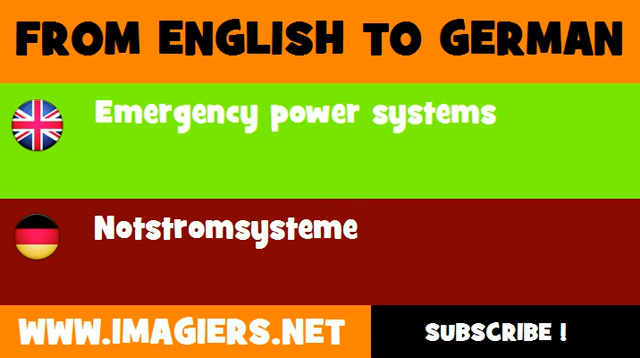 FROM ENGLISH TO GERMAN
Emergency power systems
Notstromsysteme
WWW.IMAGIERS.NET
SUBSCRIBE !